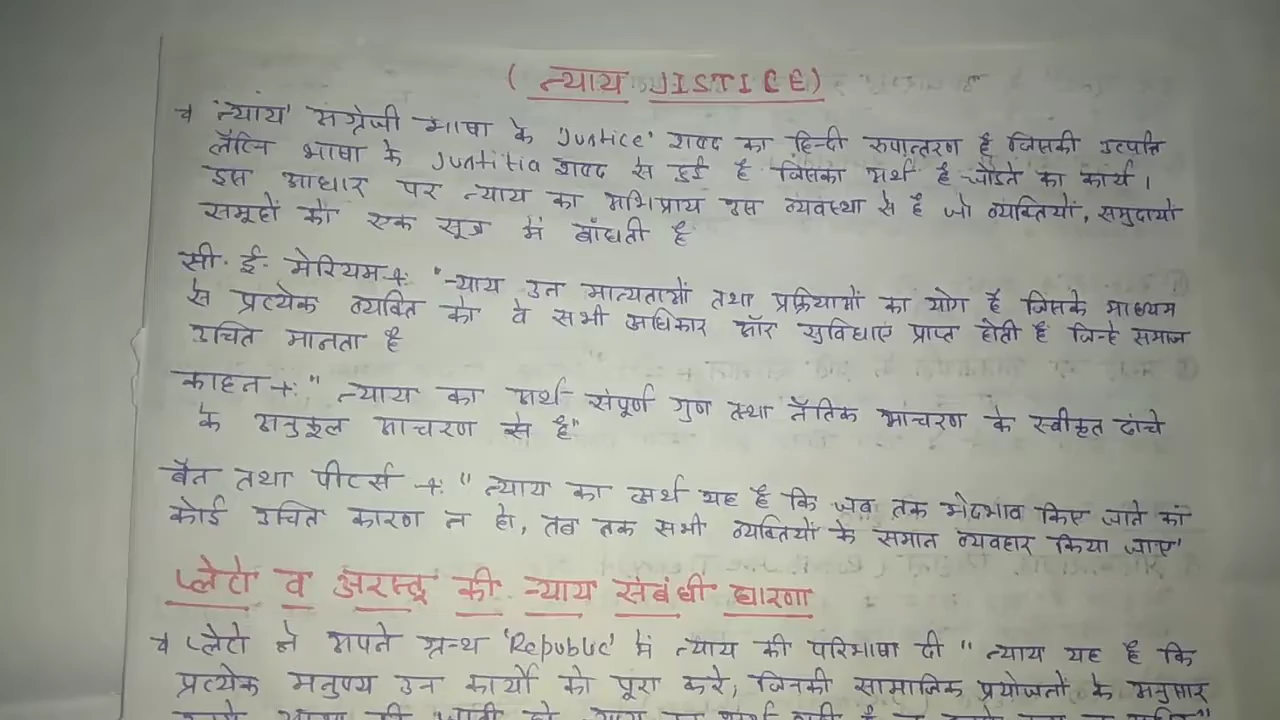 ( न्याय JISTICE)
→ 'न्याय' अंग्रेजी भाषा के 'Justice' शब्द का हिन्दी रुपान्तरण है जिसकी उत्पत्ति
लैटिन भाषा के Justitia शब्द से हुई है जिसका अर्थ है जोडने का कार्य।
इस आधार पर न्याय का अभिप्राय उस व्यवस्था से है जो व्यक्तियों, समुदायों
समूहों को एक सूत्र में बाँधती है
सी. ई. मेरियम → "न्याय उन मान्यताओं तथा प्रक्रियाओं का योग है जिसके माध्यम
से प्रत्येक व्यक्ति को वे सभी अधिकार और सुविधाएं प्राप्त होती हैं जिन्हे समाज
उचित मानता है
काहन → " न्याय का अर्थ संपूर्ण गुण तथा नैतिक आचरण के स्वीकृत ढांचे
के अनुकूल आचरण से है"
बैन तथा पीटर्स → " न्याय का अर्थ यह है कि जब तक भेदभाव किए जाने का
कोई उचित कारण न हो, तब तक सभी व्यक्तियों के समान व्यवहार किया जाए"
प्लेटो व अरस्तू की न्याय संबंधी धारणा
→ प्लेटो ने अपने ग्रन्थ 'Republic' में न्याय की परिभाषा दी " न्याय यह है कि
प्रत्येक मनुष्य उन कार्यो को पूरा करे, जिनकी सामाजिक प्रयोजनों के अनुसार